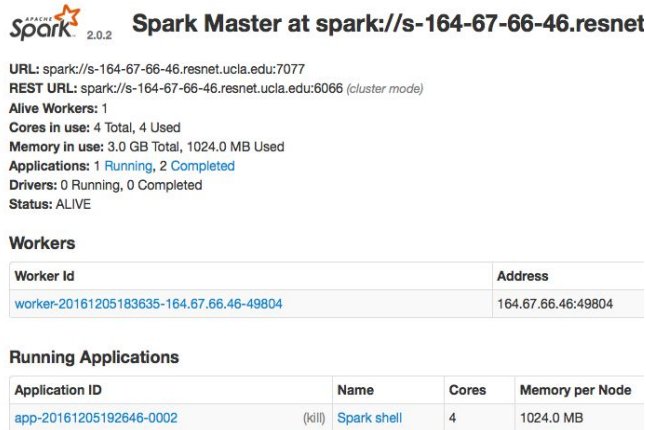 APACHE
Spark 2.0.2 Spark Master at spark://s-164-67-66-46.resnet
URL: spark://s-164-67-66-46.resnet.ucla.edu:7077
REST URL: spark://s-164-67-66-46.resnet.ucla.edu:6066 (cluster mode)
Alive Workers: 1
Cores in use: 4 Total, 4 Used
Memory in use: 3.0 GB Total, 1024.0 MB Used
Applications: 1 Running, 2 Completed
Drivers: 0 Running, 0 Completed
Status: ALIVE
Workers
Worker Id Address
worker-20161205183635-164.67.66.46-49804 164.67.66.46:49804
Running Applications
Application ID Name Cores Memory per Node
app-20161205192646-0002 (kill) Spark shell 4 1024.0 MB